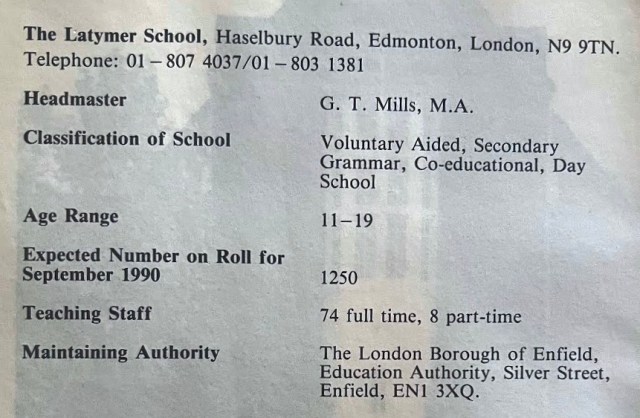 The Latymer School, Haselbury Road, Edmonton, London, N9 9TN.
Telephone: 01 – 807 4037/01 – 803 1381
Headmaster G. T. Mills, M.A.
Classification of School Voluntary Aided, Secondary
Grammar, Co-educational, Day
School
Age Range 11–19
Expected Number on Roll for
September 1990 1250
Teaching Staff 74 full time, 8 part-time
Maintaining Authority The London Borough of Enfield,
Education Authority, Silver Street,
Enfield, EN1 3XQ.